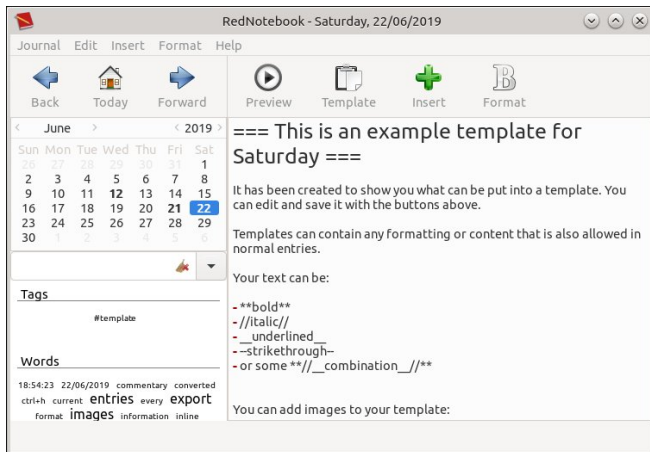 RedNotebook - Saturday, 22/06/2019
Journal Edit Insert Format Help
Back Today Forward Preview Template Insert Format
June 2019
Sun Mon Tue Wed Thu Fri Sat
26 27 28 29 30 31 1
2 3 4 5 6 7 8
9 10 11 12 13 14 15
16 17 18 19 20 21 22
23 24 25 26 27 28 29
30 1 2 3 4 5 6
Tags
#template
Words
18:54:23 22/06/2019 commentary converted
ctrl+h current entries every export
format images information inline
=== This is an example template for
Saturday ===
It has been created to show you what can be put into a template. You
can edit and save it with the buttons above.
Templates can contain any formatting or content that is also allowed in
normal entries.
Your text can be:
- **bold**
- //italic//
- __underlined__
- --strikethrough--
- or some **//__combination__//**
You can add images to your template: